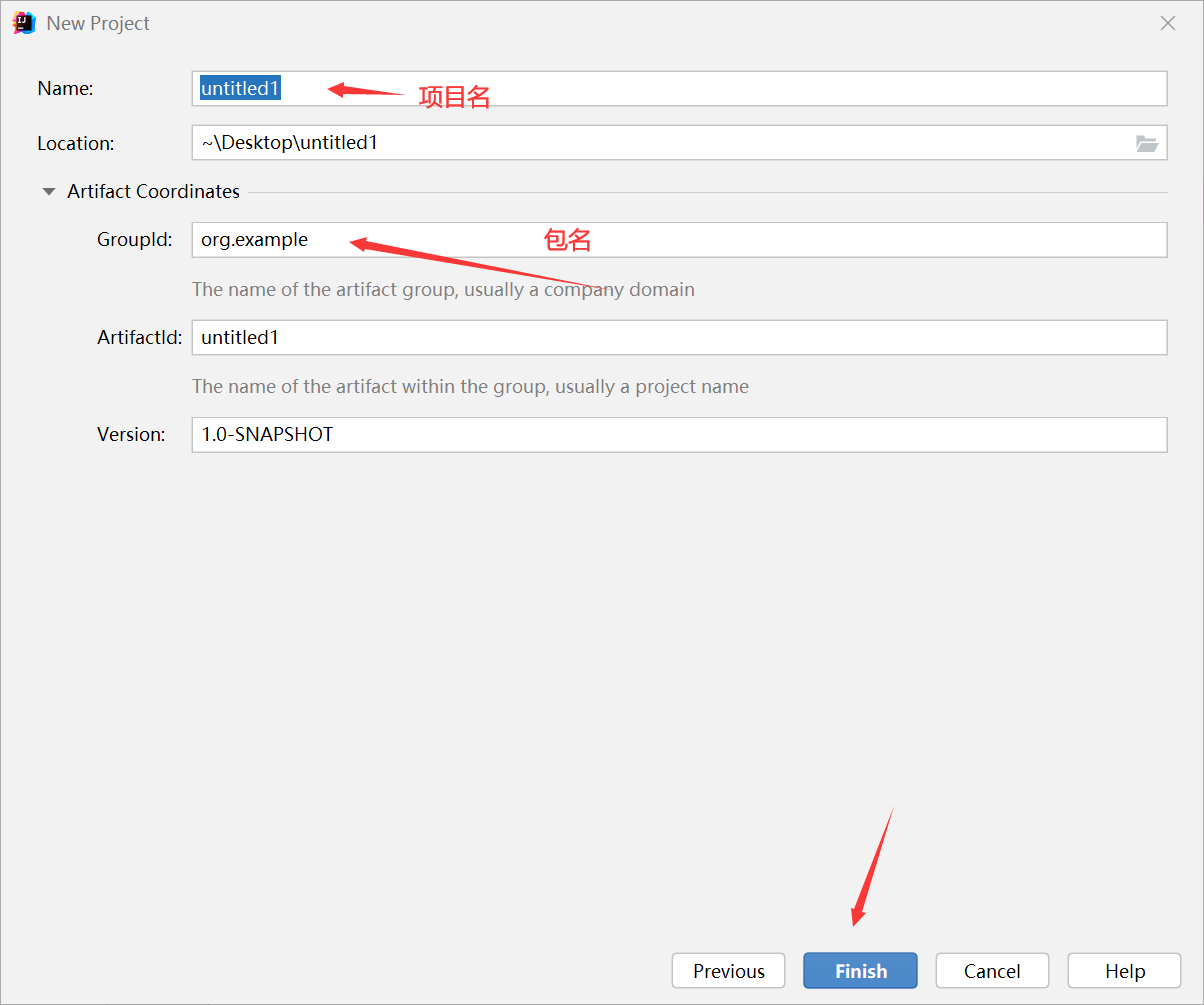 New Project
Name:
untitled1
项目名
Location:
~\Desktop\untitled1
Artifact Coordinates
GroupId:
org.example
包名
The name of the artifact group, usually a company domain
ArtifactId:
untitled1
The name of the artifact within the group, usually a project name
Version:
1.0-SNAPSHOT
Previous
Finish
Cancel
Help